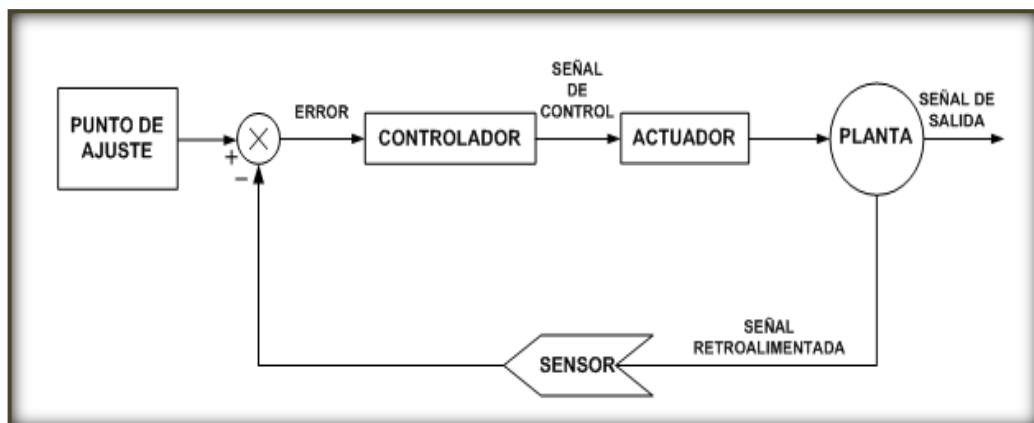 PUNTO DE
AJUSTE
+
−
ERROR
CONTROLADOR
SEÑAL
DE
CONTROL
ACTUADOR
PLANTA
SEÑAL DE
SALIDA
SENSOR
SEÑAL
RETROALIMENTADA